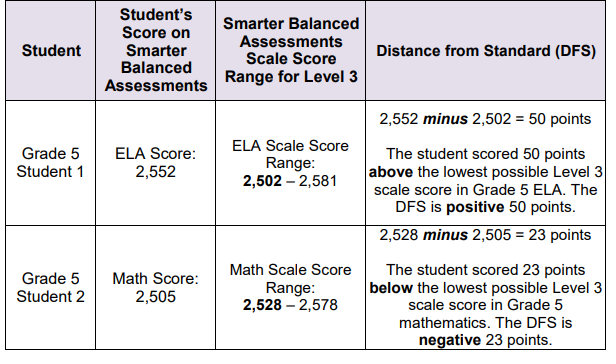 Student
Student's
Score on
Smarter
Balanced
Assessments
Smarter Balanced
Assessments
Scale Score
Range for Level 3
Distance from Standard (DFS)
Grade 5
Student 1
ELA Score:
2,552
ELA Scale Score
Range:
2,502 – 2,581
2,552 minus 2,502 = 50 points
The student scored 50 points
above the lowest possible Level 3
scale score in Grade 5 ELA. The
DFS is positive 50 points.
Grade 5
Student 2
Math Score:
2,505
Math Scale Score
Range:
2,528 – 2,578
2,528 minus 2,505 = 23 points
The student scored 23 points
below the lowest possible Level 3
scale score in Grade 5
mathematics. The DFS is
negative 23 points.